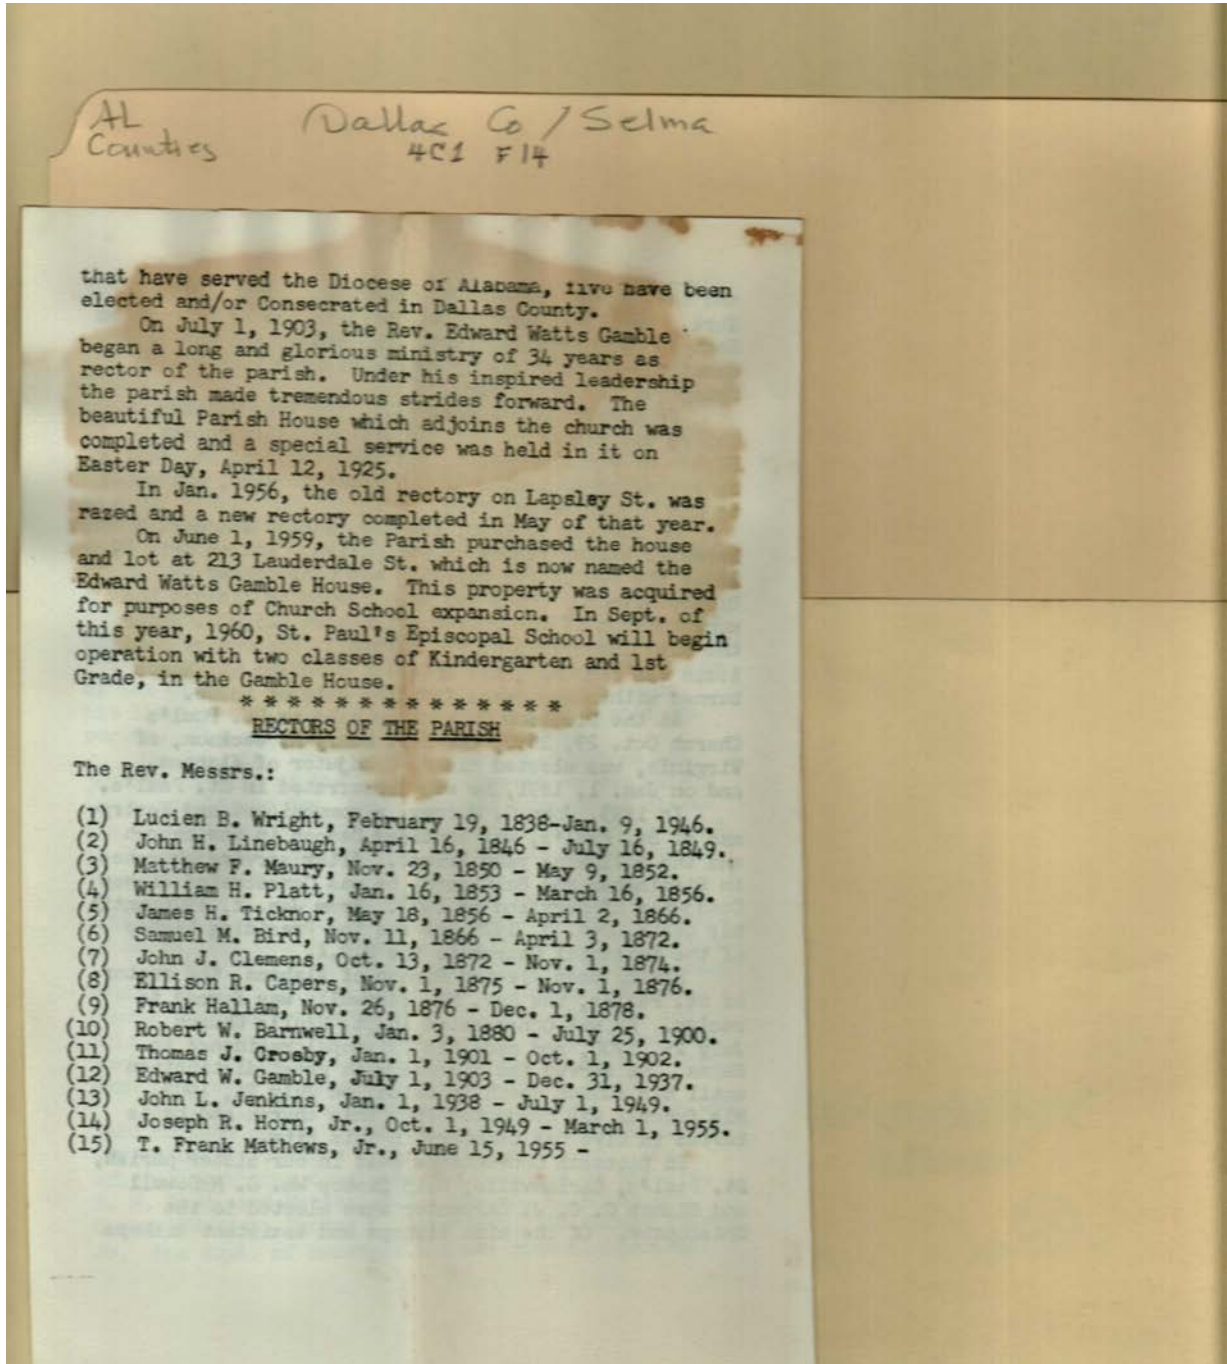 AL
Counties
Dallas Co / Selma
4C1 F14
that have served the Diocese of Alabama, five have been
elected and/or Consecrated in Dallas County.
On July 1, 1903, the Rev. Edward Watts Gamble
began a long and glorious ministry of 34 years as
rector of the parish. Under his inspired leadership
the parish made tremendous strides forward. The
beautiful Parish House which adjoins the church was
completed and a special service was held in it on
Easter Day, April 12, 1925.
In Jan. 1956, the old rectory on Lapsley St. was
razed and a new rectory completed in May of that year.
On June 1, 1959, the Parish purchased the house
and lot at 213 Lauderdale St. which is now named the
Edward Watts Gamble House. This property was acquired
for purposes of Church School expansion. In Sept. of
this year, 1960, St. Paul's Episcopal School will begin
operation with two classes of Kindergarten and 1st
Grade, in the Gamble House.
* * * * * * * * * * * * * *
RECTORS OF THE PARISH
The Rev. Messrs.:
(1) Lucien B. Wright, February 19, 1838-Jan. 9, 1946.
(2) John H. Linebaugh, April 16, 1846 - July 16, 1849.
(3) Matthew F. Maury, Nov. 23, 1850 - May 9, 1852.
(4) William H. Platt, Jan. 16, 1853 - March 16, 1856.
(5) James H. Ticknor, May 18, 1856 - April 2, 1866.
(6) Samuel M. Bird, Nov. 11, 1866 - April 3, 1872.
(7) John J. Clemens, Oct. 13, 1872 - Nov. 1, 1874.
(8) Ellison R. Capers, Nov. 1, 1875 - Nov. 1, 1876.
(9) Frank Hallam, Nov. 26, 1876 - Dec. 1, 1878.
(10) Robert W. Barnwell, Jan. 3, 1880 - July 25, 1900.
(11) Thomas J. Crosby, Jan. 1, 1901 - Oct. 1, 1902.
(12) Edward W. Gamble, July 1, 1903 - Dec. 31, 1937.
(13) John L. Jenkins, Jan. 1, 1938 - July 1, 1949.
(14) Joseph R. Horn, Jr., Oct. 1, 1949 - March 1, 1955.
(15) T. Frank Mathews, Jr., June 15, 1955 -